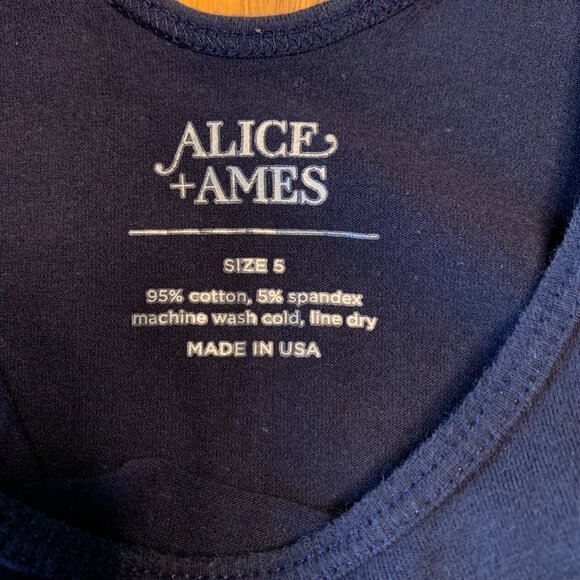 ALICE
+AMES
SIZE 5
95% cotton, 5% spandex
machine wash cold, line dry
MADE IN USA